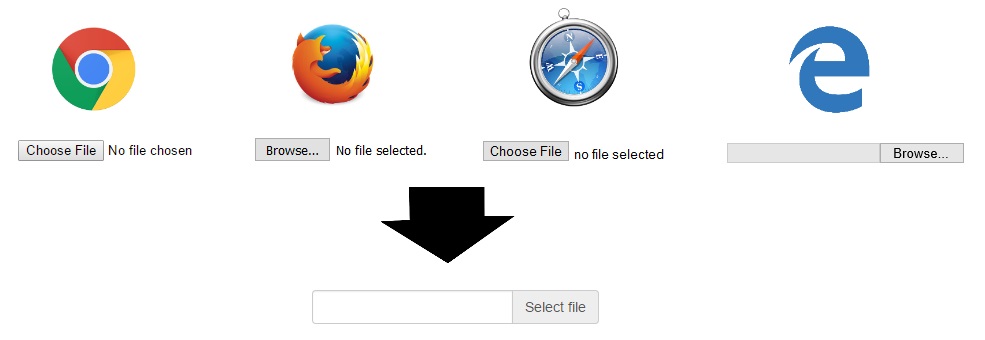 Choose File No file chosen
Browse... No file selected.
Choose File no file selected
Browse...
Select file